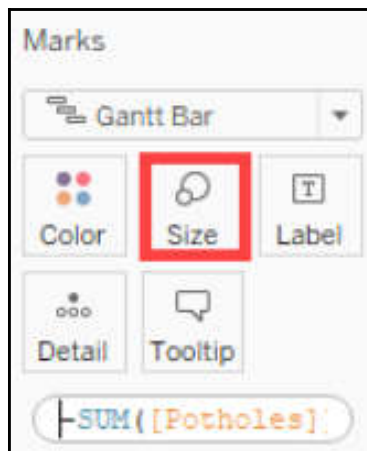 Marks
Gantt Bar
Color Size Label
Detail Tooltip
-SUM([Potholes])